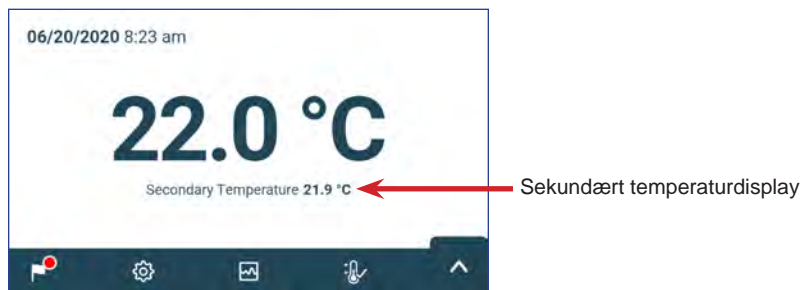 06/20/2020 8:23 am
22.0 °C
Secondary Temperature 21.9 °C
Sekundært temperaturdisplay